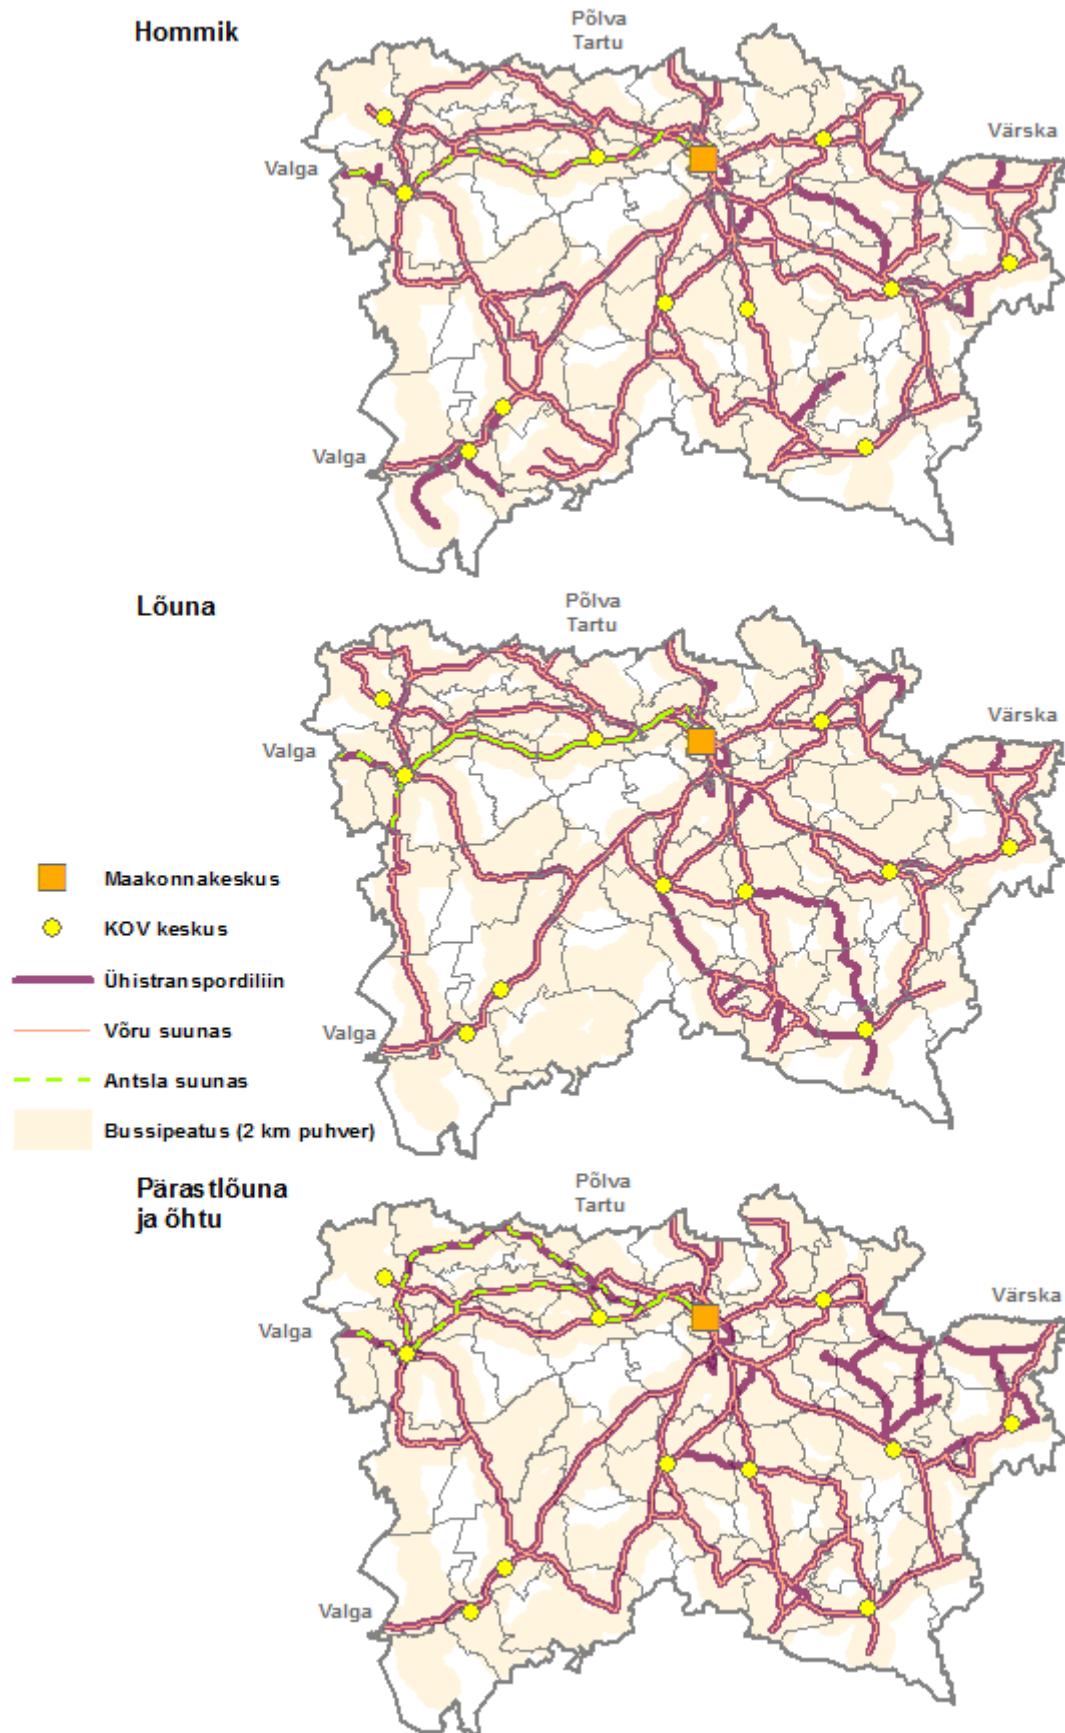 Hommik
Põlva
Tartu
Värska
Valga
Valga
Lõuna
Põlva
Tartu
Värska
Valga
Valga
Maakonnakeskus
KOV keskus
Ühistranspordiliin
Võru suunas
Antsla suunas
Bussipeatus (2 km puhver)
Pärastlõuna
ja õhtu
Põlva
Tartu
Värska
Valga
Valga